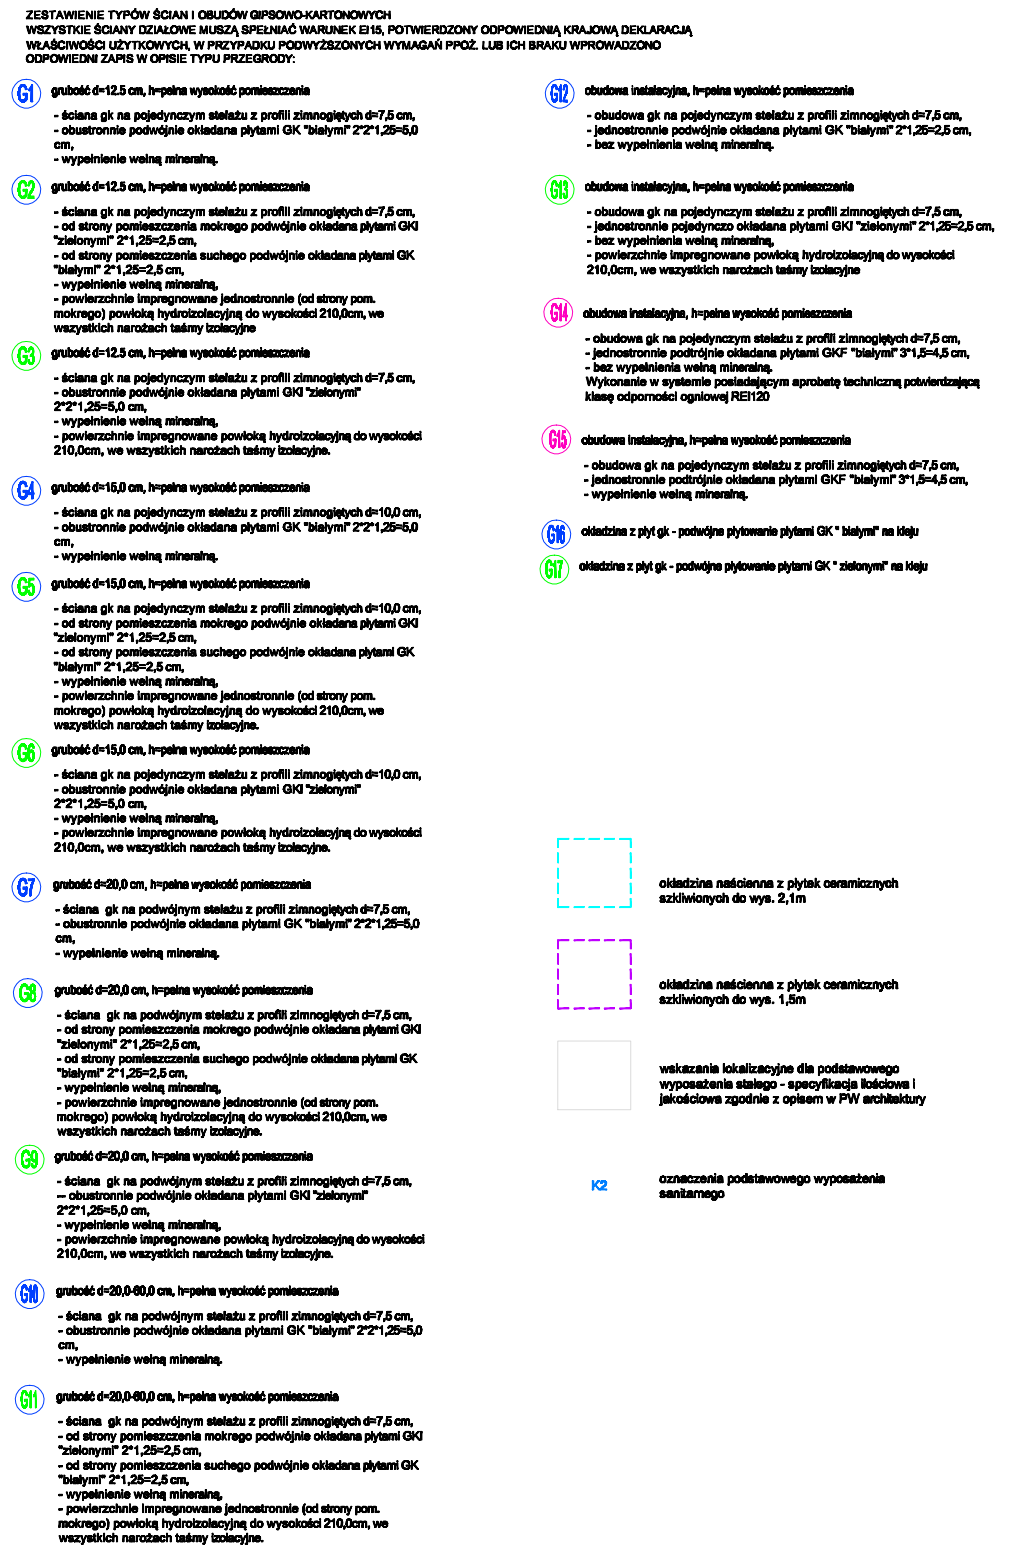 ZESTAWIENIE TYPÓW ŚCIAN I OBUDÓW GIPSOWO-KARTONOWYCH
WSZYSTKIE ŚCIANY DZIAŁOWE MUSZĄ SPEŁNIAĆ WARUNEK EI15, POTWIERDZONY ODPOWIEDNIĄ KRAJOWĄ DEKLARACJĄ
WŁAŚCIWOŚCI UŻYTKOWYCH, W PRZYPADKU PODWYŻSZONYCH WYMAGAŃ PPOŻ. LUB ICH BRAKU WPROWADZONO
ODPOWIEDNI ZAPIS W OPISIE TYPU PRZEGRODY:
G1 grubość d=12.5 cm, h=pełna wysokość pomieszczenia
- ściana gk na pojedynczym stelażu z profili zimnogiętych d=7,5 cm,
- obustronnie podwójnie okładana płytami GK "białymi" 2*2*1,25=5,0
cm,
- wypełnienie wełną mineralną.
G2 grubość d=12.5 cm, h=pełna wysokość pomieszczenia
- ściana gk na pojedynczym stelażu z profili zimnogiętych d=7,5 cm,
- od strony pomieszczenia mokrego podwójnie okładana płytami GKI
"zielonymi" 2*1,25=2,5 cm,
- od strony pomieszczenia suchego podwójnie okładana płytami GK
"białymi" 2*1,25=2,5 cm,
- wypełnienie wełną mineralną,
- powierzchnie impregnowane jednostronnie (od strony pom.
mokrego) powłoką hydroizolacyjną do wysokości 210,0cm, we
wszystkich narożach taśmy izolacyjne
G3 grubość d=12.5 cm, h=pełna wysokość pomieszczenia
- ściana gk na pojedynczym stelażu z profili zimnogiętych d=7,5 cm,
- obustronnie podwójnie okładana płytami GKI "zielonymi"
2*2*1,25=5,0 cm,
- wypełnienie wełną mineralną,
- powierzchnie impregnowane powłoką hydroizolacyjną do wysokości
210,0cm, we wszystkich narożach taśmy izolacyjne.
G4 grubość d=15,0 cm, h=pełna wysokość pomieszczenia
- ściana gk na pojedynczym stelażu z profili zimnogiętych d=10,0 cm,
- obustronnie podwójnie okładana płytami GK "białymi" 2*2*1,25=5,0
cm,
- wypełnienie wełną mineralną.
G5 grubość d=15,0 cm, h=pełna wysokość pomieszczenia
- ściana gk na pojedynczym stelażu z profili zimnogiętych d=10,0 cm,
- od strony pomieszczenia mokrego podwójnie okładana płytami GKI
"zielonymi" 2*1,25=2,5 cm,
- od strony pomieszczenia suchego podwójnie okładana płytami GK
"białymi" 2*1,25=2,5 cm,
- wypełnienie wełną mineralną,
- powierzchnie impregnowane jednostronnie (od strony pom.
mokrego) powłoką hydroizolacyjną do wysokości 210,0cm, we
wszystkich narożach taśmy izolacyjne.
G6 grubość d=15,0 cm, h=pełna wysokość pomieszczenia
- ściana gk na pojedynczym stelażu z profili zimnogiętych d=10,0 cm,
- obustronnie podwójnie okładana płytami GKI "zielonymi"
2*2*1,25=5,0 cm,
- wypełnienie wełną mineralną,
- powierzchnie impregnowane powłoką hydroizolacyjną do wysokości
210,0cm, we wszystkich narożach taśmy izolacyjne.
G7 grubość d=20,0 cm, h=pełna wysokość pomieszczenia
- ściana gk na podwójnym stelażu z profili zimnogiętych d=7,5 cm,
- obustronnie podwójnie okładana płytami GK "białymi" 2*2*1,25=5,0
cm,
- wypełnienie wełną mineralną.
G8 grubość d=20,0 cm, h=pełna wysokość pomieszczenia
- ściana gk na podwójnym stelażu z profili zimnogiętych d=7,5 cm,
- od strony pomieszczenia mokrego podwójnie okładana płytami GKI
"zielonymi" 2*1,25=2,5 cm,
- od strony pomieszczenia suchego podwójnie okładana płytami GK
"białymi" 2*1,25=2,5 cm,
- wypełnienie wełną mineralną,
- powierzchnie impregnowane jednostronnie (od strony pom.
mokrego) powłoką hydroizolacyjną do wysokości 210,0cm, we
wszystkich narożach taśmy izolacyjne.
G9 grubość d=20,0 cm, h=pełna wysokość pomieszczenia
- ściana gk na podwójnym stelażu z profili zimnogiętych d=7,5 cm,
-- obustronnie podwójnie okładana płytami GKI "zielonymi"
2*2*1,25=5,0 cm,
- wypełnienie wełną mineralną,
- powierzchnie impregnowane powłoką hydroizolacyjną do wysokości
210,0cm, we wszystkich narożach taśmy izolacyjne.
G10 grubość d=20,0-60,0 cm, h=pełna wysokość pomieszczenia
- ściana gk na podwójnym stelażu z profili zimnogiętych d=7,5 cm,
- obustronnie podwójnie okładana płytami GK "białymi" 2*2*1,25=5,0
cm,
- wypełnienie wełną mineralną.
G11 grubość d=20,0-60,0 cm, h=pełna wysokość pomieszczenia
- ściana gk na podwójnym stelażu z profili zimnogiętych d=7,5 cm,
- od strony pomieszczenia mokrego podwójnie okładana płytami GKI
"zielonymi" 2*1,25=2,5 cm,
- od strony pomieszczenia suchego podwójnie okładana płytami GK
"białymi" 2*1,25=2,5 cm,
- wypełnienie wełną mineralną,
- powierzchnie impregnowane jednostronnie (od strony pom.
mokrego) powłoką hydroizolacyjną do wysokości 210,0cm, we
wszystkich narożach taśmy izolacyjne.
G12 obudowa instalacyjna, h=pełna wysokość pomieszczenia
- obudowa gk na pojedynczym stelażu z profili zimnogiętych d=7,5 cm,
- jednostronnie podwójnie okładana płytami GK "białymi" 2*1,25=2,5 cm,
- bez wypełnienia wełną mineralną.
G13 obudowa instalacyjna, h=pełna wysokość pomieszczenia
- obudowa gk na pojedynczym stelażu z profili zimnogiętych d=7,5 cm,
- jednostronnie pojedynczo okładana płytami GKI "zielonymi" 2*1,25=2,5 cm,
- bez wypełnienia wełną mineralną,
- powierzchnie impregnowane powłoką hydroizolacyjną do wysokości
210,0cm, we wszystkich narożach taśmy izolacyjne
G14 obudowa instalacyjna, h=pełna wysokość pomieszczenia
- obudowa gk na pojedynczym stelażu z profili zimnogiętych d=7,5 cm,
- jednostronnie podtrójnie okładana płytami GKF "białymi" 3*1,5=4,5 cm,
- bez wypełnienia wełną mineralną.
Wykonanie w systemie posiadającym aprobatę techniczną potwierdzającą
klasę odporności ogniowej REI120
G15 obudowa instalacyjna, h=pełna wysokość pomieszczenia
- obudowa gk na pojedynczym stelażu z profili zimnogiętych d=7,5 cm,
- jednostronnie podtrójnie okładana płytami GKF "białymi" 3*1,5=4,5 cm,
- wypełnienie wełną mineralną.
G16 okładzina z płyt gk - podwójne płytowanie płytami GK " białymi" na kleju
G17 okładzina z płyt gk - podwójne płytowanie płytami GK " zielonymi" na kleju
okładzina naścienna z płytek ceramicznych
szkliwionych do wys. 2,1m
okładzina naścienna z płytek ceramicznych
szkliwionych do wys. 1,5m
wskazania lokalizacyjne dla podstawowego
wyposażenia stałego - specyfikacja ilościowa i
jakościowa zgodnie z opisem w PW architektury
K2 oznaczenia podstawowego wyposażenia
sanitarnego